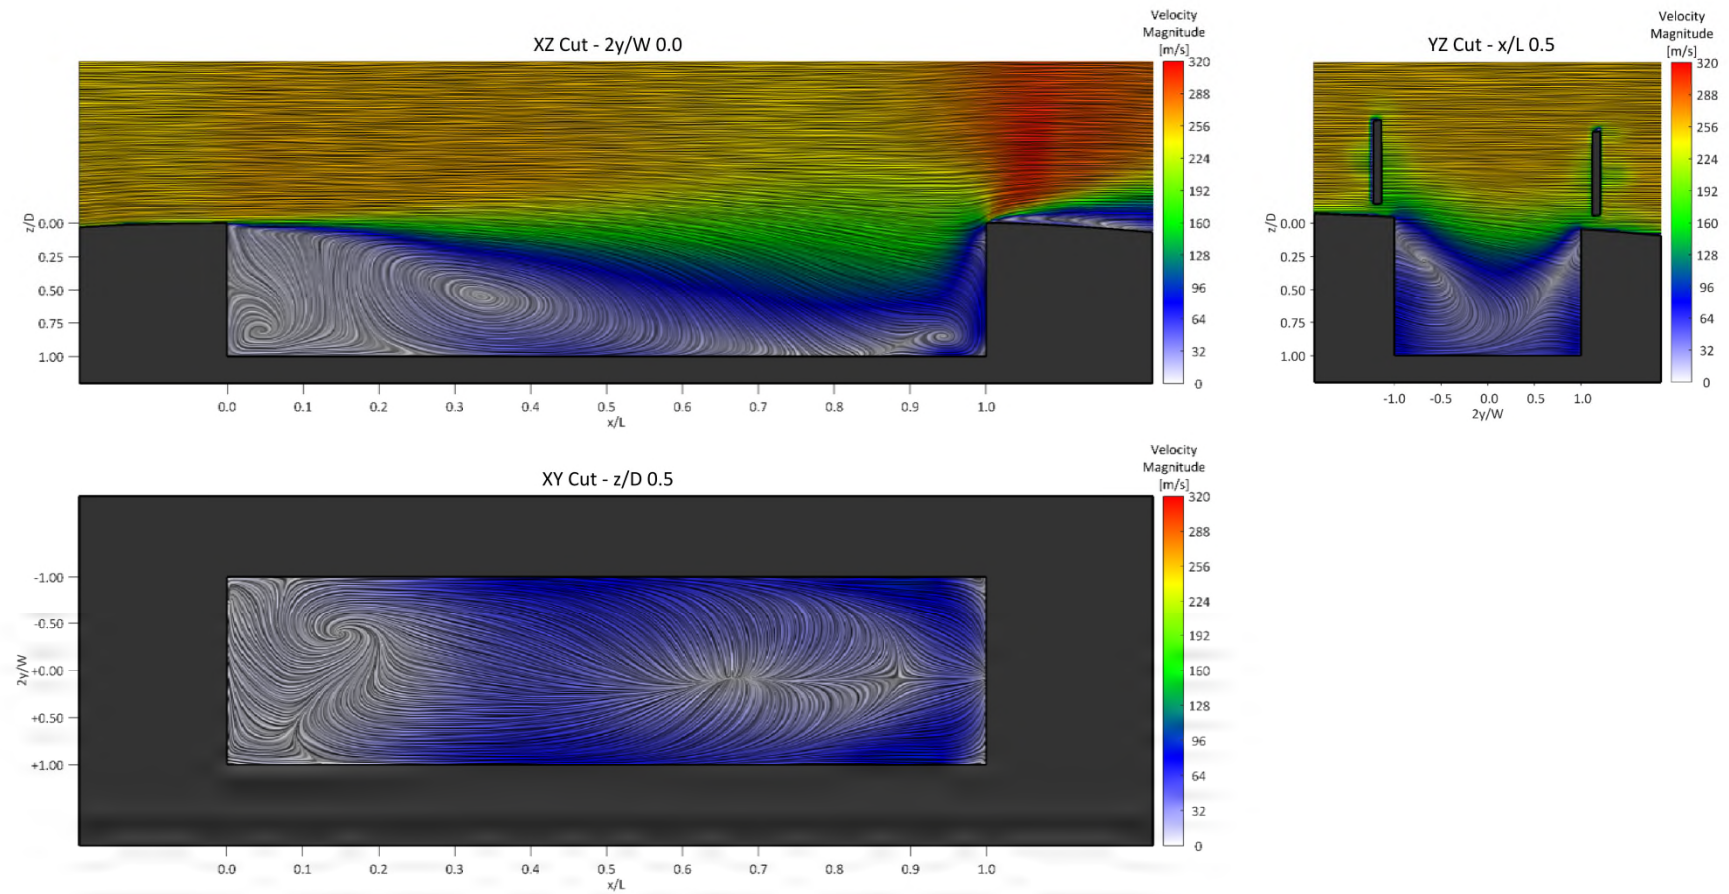 XZ Cut - 2y/W 0.0
Velocity
Magnitude
[m/s]
320
288
256
224
192
160
128
96
64
32
0
z/D
0.00
0.25
0.50
0.75
1.00
0.0 0.1 0.2 0.3 0.4 0.5 0.6 0.7 0.8 0.9 1.0
x/L
YZ Cut - x/L 0.5
Velocity
Magnitude
[m/s]
320
288
256
224
192
160
128
96
64
32
0
z/D
0.00
0.25
0.50
0.75
1.00
-1.0 -0.5 0.0 0.5 1.0
2y/W
XY Cut - z/D 0.5
Velocity
Magnitude
[m/s]
320
288
256
224
192
160
128
96
64
32
0
2y/W
-1.00
-0.50
+0.00
+0.50
+1.00
0.0 0.1 0.2 0.3 0.4 0.5 0.6 0.7 0.8 0.9 1.0
x/L